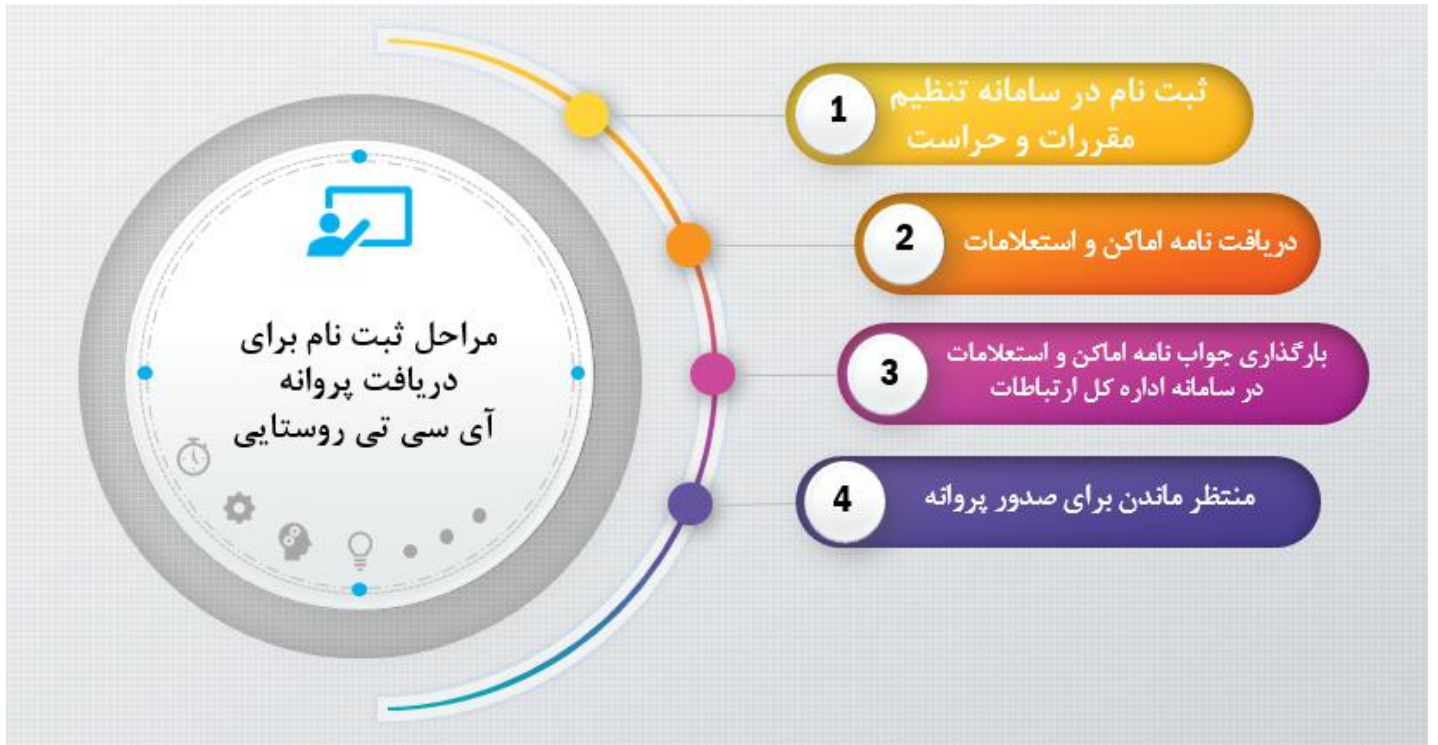 مراحل ثبت نام برای
دریافت پروانه
آی سی تی روستایی
1
ثبت نام در سامانه تنظیم
مقررات و حراست
2
دریافت نامه اماکن و استعلامات
3
بارگذاری جواب نامه اماکن و استعلامات
در سامانه اداره کل ارتباطات
4
منتظر ماندن برای صدور پروانه